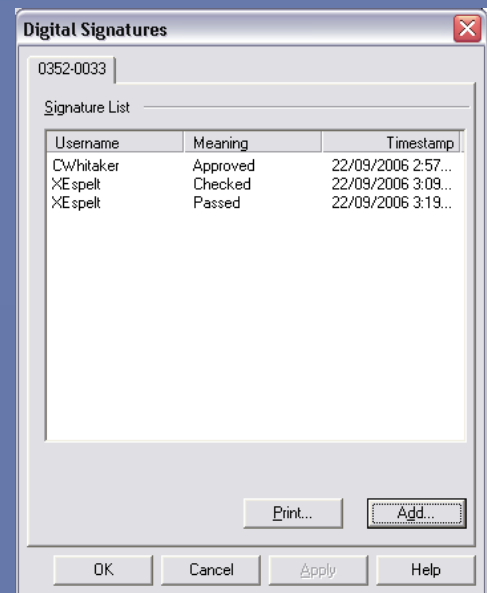 Digital Signatures
0352-0033
Signature List
Username Meaning Timestamp
CWhitaker Approved 22/09/2006 2:57...
XEspelt Checked 22/09/2006 3:09...
XEspelt Passed 22/09/2006 3:19...
Print... Add...
OK Cancel Apply Help